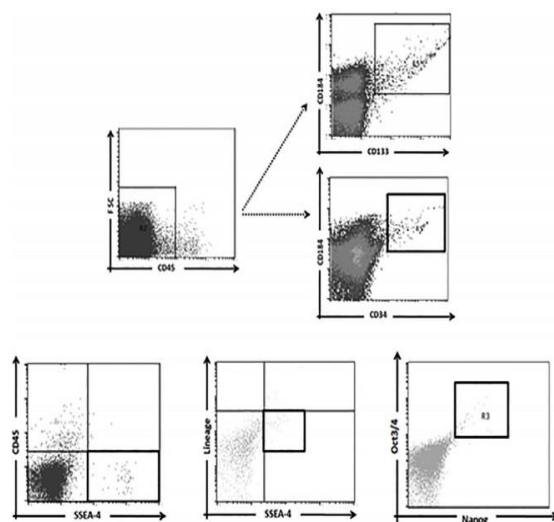 CD184
CD133
FSC
CD45
CD184
CD34
CD45
SSEA-4
Lineage
SSEA-4
Oct3/4
R3
Nanog